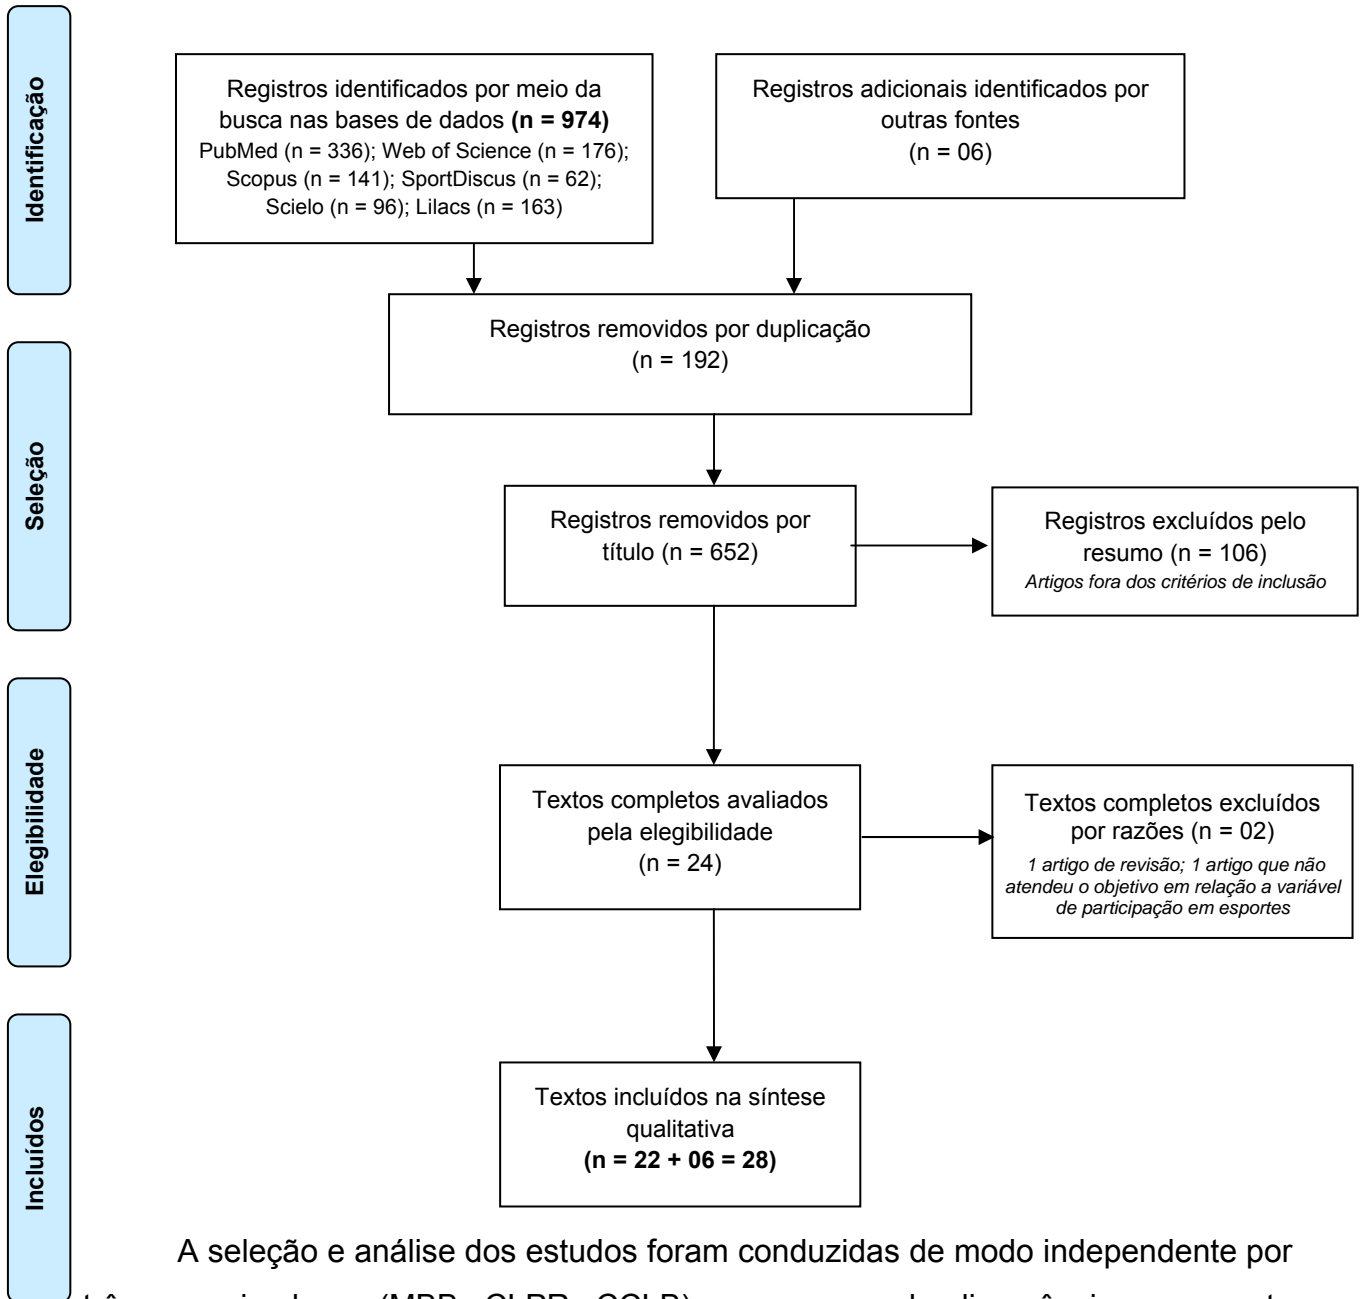 Identificação
Registros identificados por meio da
busca nas bases de dados (n = 974)
PubMed (n = 336); Web of Science (n = 176);
Scopus (n = 141); SportDiscus (n = 62);
Scielo (n = 96); Lilacs (n = 163)
Registros adicionais identificados por
outras fontes
(n = 06)
Registros removidos por duplicação
(n = 192)
Seleção
Registros removidos por
título (n = 652)
Registros excluídos pelo
resumo (n = 106)
Artigos fora dos critérios de inclusão
Elegibilidade
Textos completos avaliados
pela elegibilidade
(n = 24)
Textos completos excluídos
por razões (n = 02)
1 artigo de revisão; 1 artigo que não
atendeu o objetivo em relação a variável
de participação em esportes
Incluídos
Textos incluídos na síntese
qualitativa
(n = 22 + 06 = 28)
A seleção e análise dos estudos foram conduzidas de modo independente por